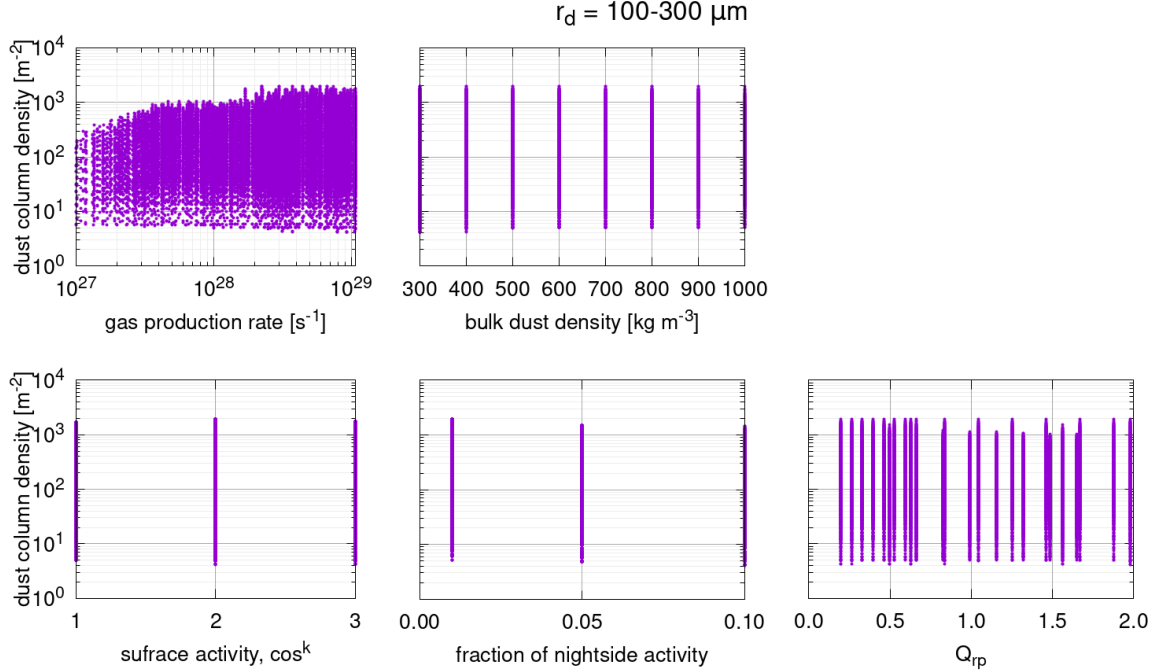 r_d = 100-300 μm
dust column density [m^-2]
10^4
10^3
10^2
10^1
10^0
10^27
10^28
10^29
gas production rate [s^-1]
300 400 500 600 700 800 900 1000
bulk dust density [kg m^-3]
dust column density [m^-2]
10^4
10^3
10^2
10^1
10^0
1 2 3
sufrace activity, cos^k
0.00 0.05 0.10
fraction of nightside activity
0.0 0.5 1.0 1.5 2.0
Q_rp